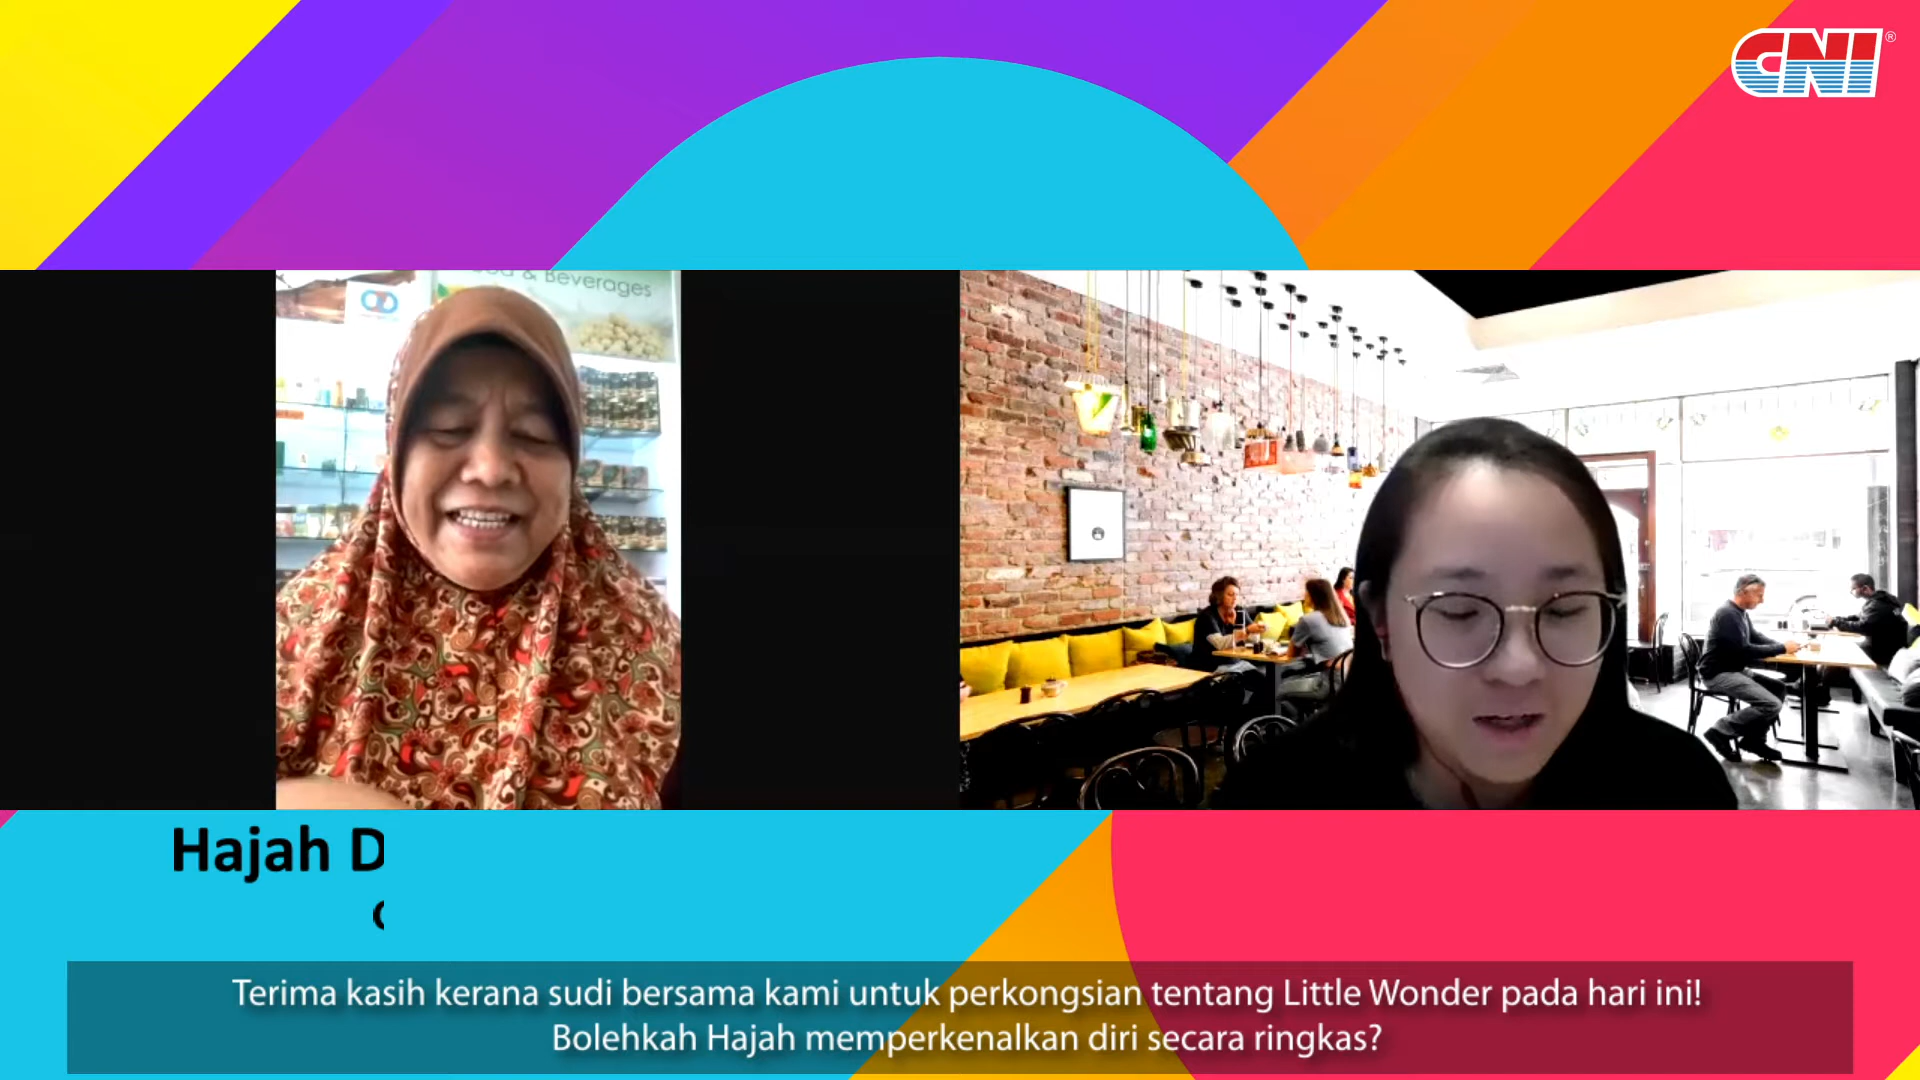 CNI®
& Beverages
Hajah D
Terima kasih kerana sudi bersama kami untuk perkongsian tentang Little Wonder pada hari ini!
Bolehkah Hajah memperkenalkan diri secara ringkas?